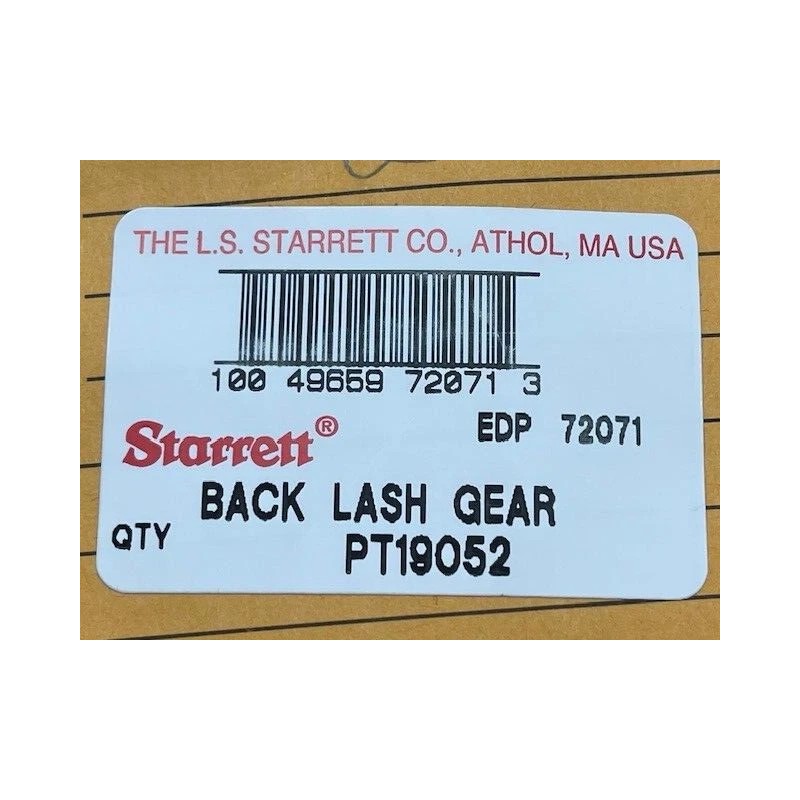 THE L.S. STARRETT CO., ATHOL, MA USA
100 49659 72071 3
Starrett® EDP 72071
BACK LASH GEAR
QTY PT19052